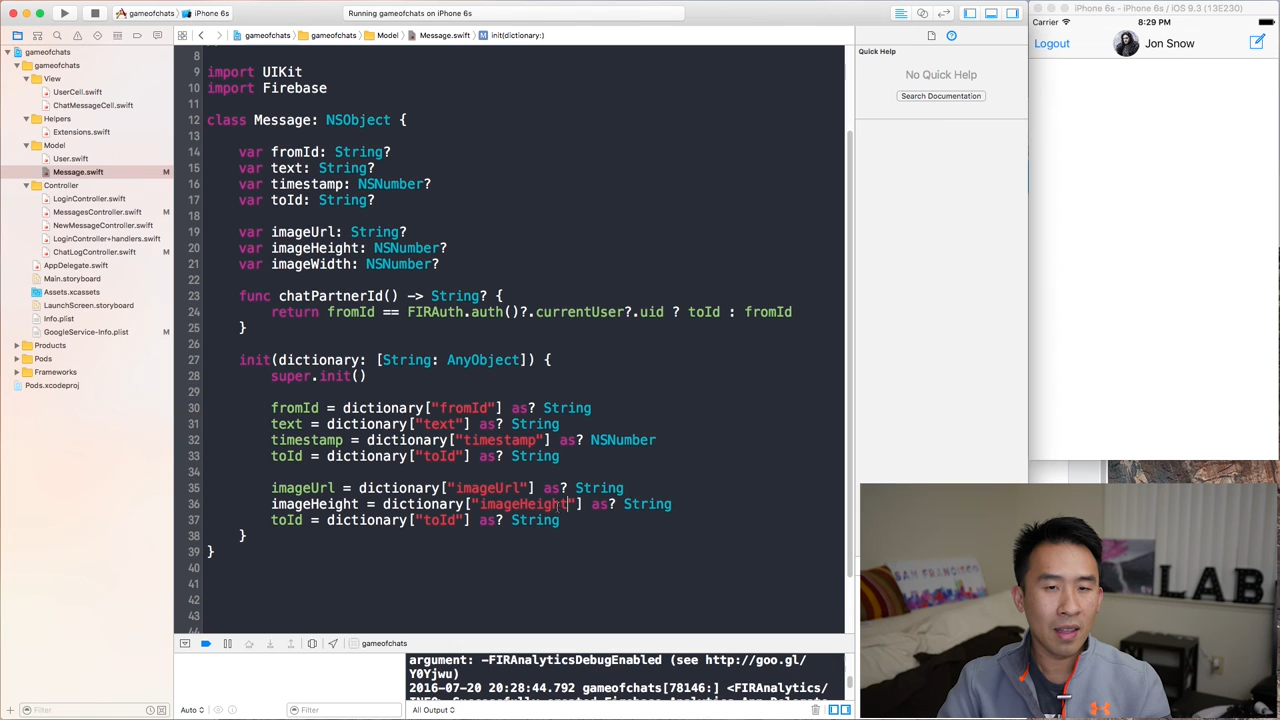 gameofchats
iPhone 6s
Running gameofchats on iPhone 6s
iPhone 6s – iPhone 6s / iOS 9.3 (13E230)
gameofchats
gameofchats
Model
Message.swift
M init(dictionary:)
Carrier
8:29 PM
Logout
Jon Snow
gameofchats
gameofchats
View
UserCell.swift
ChatMessageCell.swift
Helpers
Extensions.swift
Model
User.swift
Message.swift M
Controller
LoginController.swift
MessagesController.swift M
NewMessageController.swift
LoginController+handlers.swift
ChatLogController.swift M
AppDelegate.swift
Main.storyboard
Assets.xcassets
LaunchScreen.storyboard
Info.plist
GoogleService-Info.plist M
Products
Pods
Frameworks
Pods.xcodeproj
8
9 import UIKit
10 import Firebase
11
12 class Message: NSObject {
13
14 var fromId: String?
15 var text: String?
16 var timestamp: NSNumber?
17 var toId: String?
18
19 var imageUrl: String?
20 var imageHeight: NSNumber?
21 var imageWidth: NSNumber?
22
23 func chatPartnerId() -> String? {
24 return fromId == FIRAuth.auth()?.currentUser?.uid ? toId : fromId
25 }
26
27 init(dictionary: [String: AnyObject]) {
28 super.init()
29
30 fromId = dictionary["fromId"] as? String
31 text = dictionary["text"] as? String
32 timestamp = dictionary["timestamp"] as? NSNumber
33 toId = dictionary["toId"] as? String
34
35 imageUrl = dictionary["imageUrl"] as? String
36 imageHeight = dictionary["imageHeight"] as? String
37 toId = dictionary["toId"] as? String
38 }
39 }
40
41
42
43
Quick Help
No Quick Help
Search Documentation
SAN FRANCISCO
LAB
gameofchats
argument: -FIRAnalyticsDebugEnabled (see http://goo.gl/
Y0Yjwu)
2016-07-20 20:28:44.792 gameofchats[78146:] <FIRAnalytics/
Auto
Filter
All Output
Filter
Filter